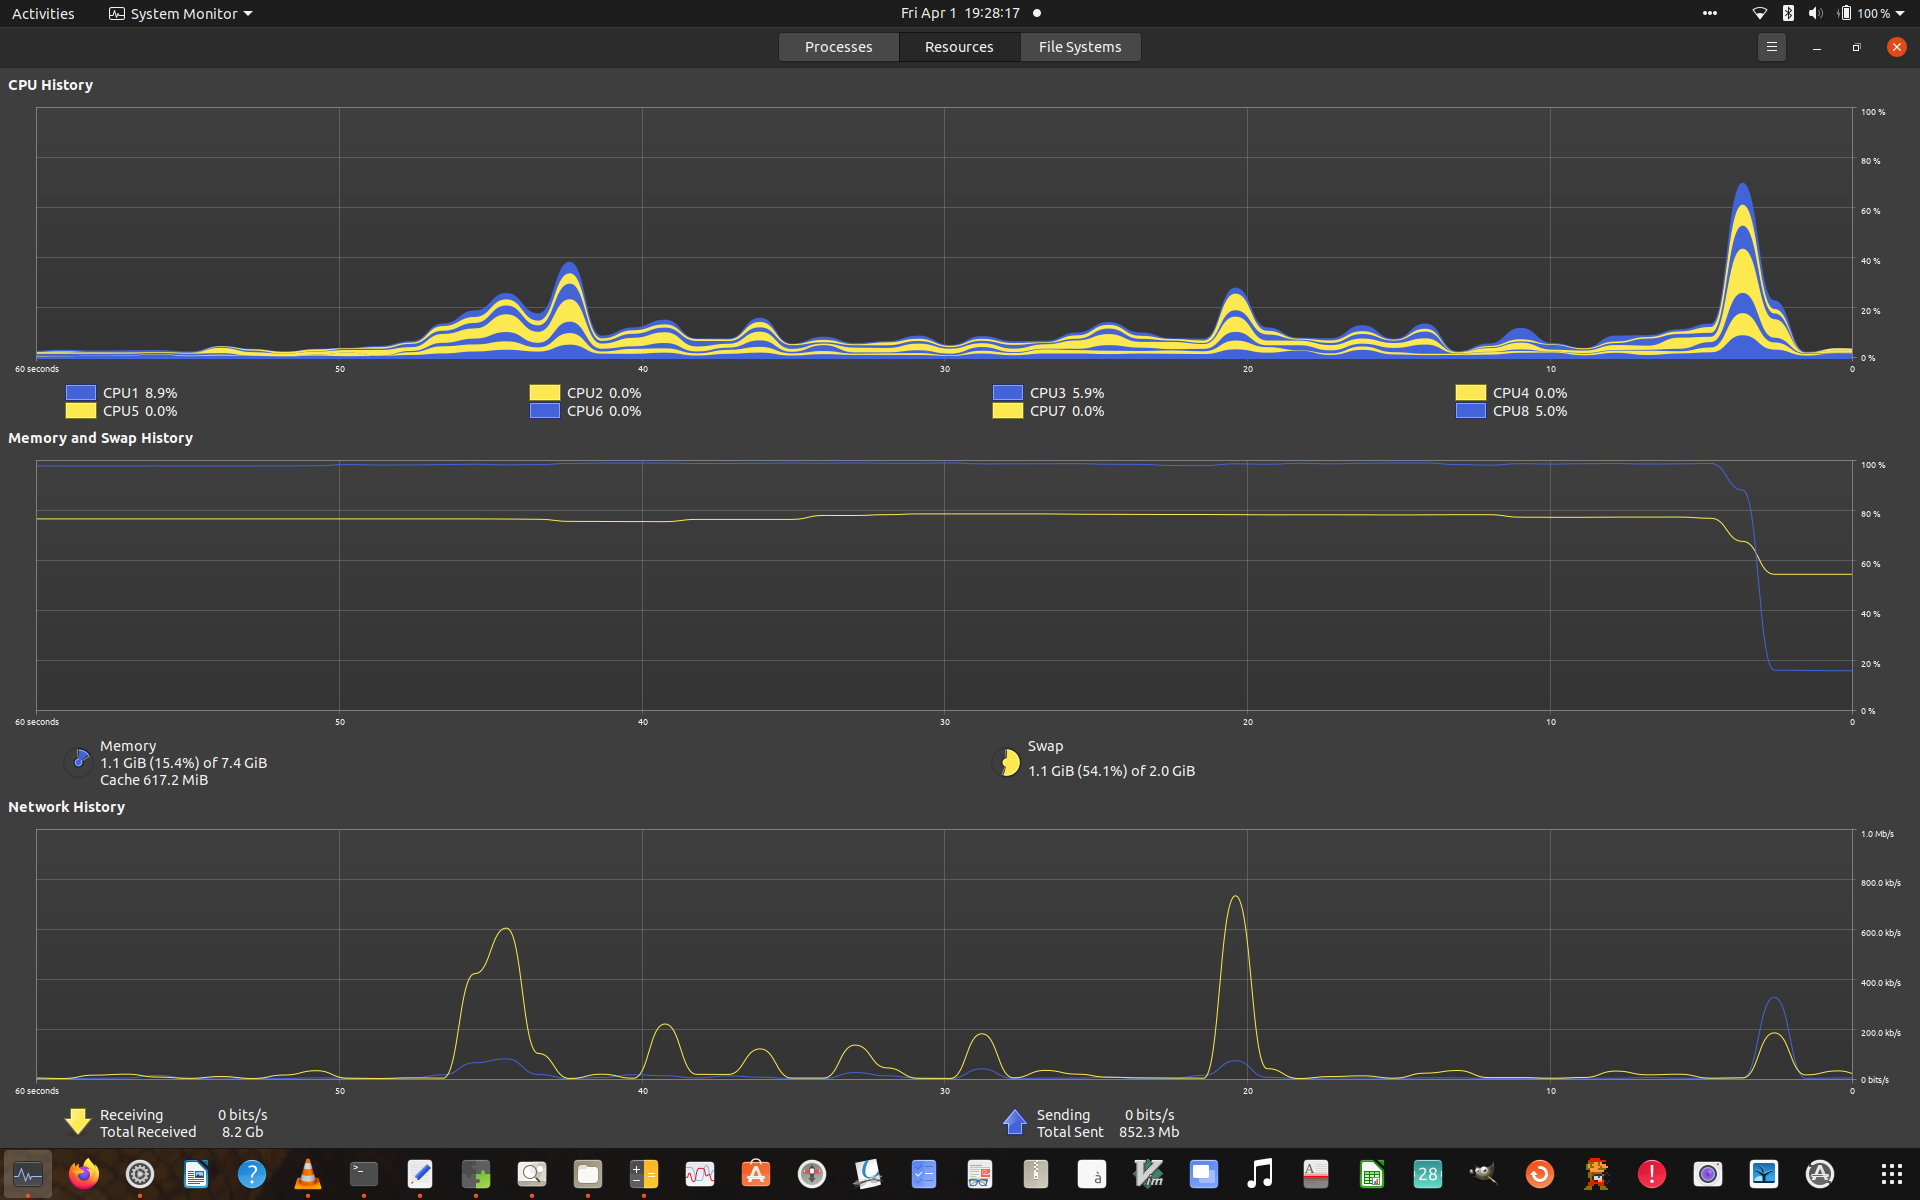 Activities System Monitor Fri Apr 1 19:28:17 100 %
Processes Resources File Systems
CPU History
100 %
80 %
60 %
40 %
20 %
0 %
60 seconds 50 40 30 20 10 0
CPU1 8.9% CPU2 0.0% CPU3 5.9% CPU4 0.0%
CPU5 0.0% CPU6 0.0% CPU7 0.0% CPU8 5.0%
Memory and Swap History
100 %
80 %
60 %
40 %
20 %
0 %
60 seconds 50 40 30 20 10 0
Memory Swap
1.1 GiB (15.4%) of 7.4 GiB 1.1 GiB (54.1%) of 2.0 GiB
Cache 617.2 MiB
Network History
1.0 Mb/s
800.0 kb/s
600.0 kb/s
400.0 kb/s
200.0 kb/s
0 bits/s
60 seconds 50 40 30 20 10 0
Receiving 0 bits/s Sending 0 bits/s
Total Received 8.2 Gb Total Sent 852.3 Mb
? >_ A à Vim A 28 ! A